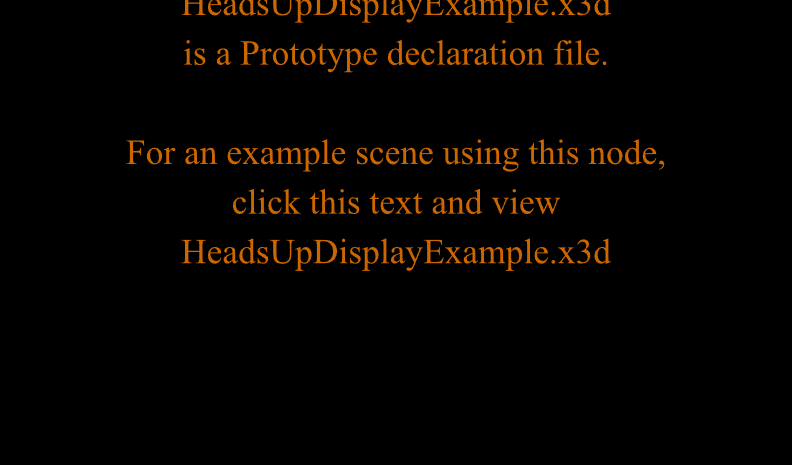 HeadsUpDisplayExample.x3d
is a Prototype declaration file.
For an example scene using this node,
click this text and view
HeadsUpDisplayExample.x3d